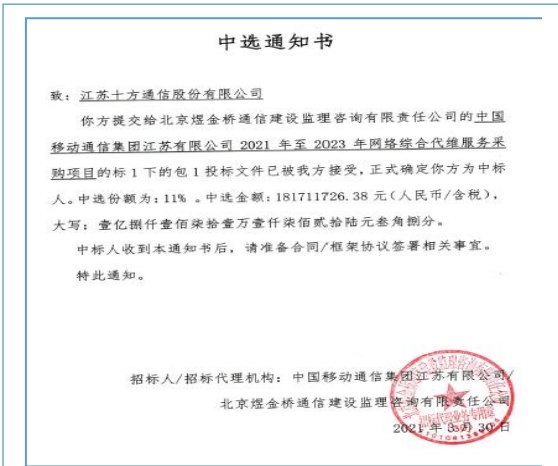 中选通知书
致：江苏十方通信股份有限公司
你方提交给北京煜金桥通信建设监理咨询有限责任公司的中国
移动通信集团江苏有限公司 2021 年至 2023 年网络综合代维服务采
购项目的标 1 下的包 1 投标文件已被我方接受，正式确定你方为中标
人。中选份额为：11% 。中选金额：181711726.38 元（人民币/含税），
大写：壹亿捌仟壹佰柒拾壹万壹仟柒佰贰拾陆元叁角捌分。
中标人收到本通知书后，请准备合同/框架协议签署相关事宜。
特此通知。
招标人/招标代理机构：中国移动通信集团江苏有限公司/
北京煜金桥通信建设监理咨询有限责任公司
2021 年 3 月 30 日
招标代理业务专用章